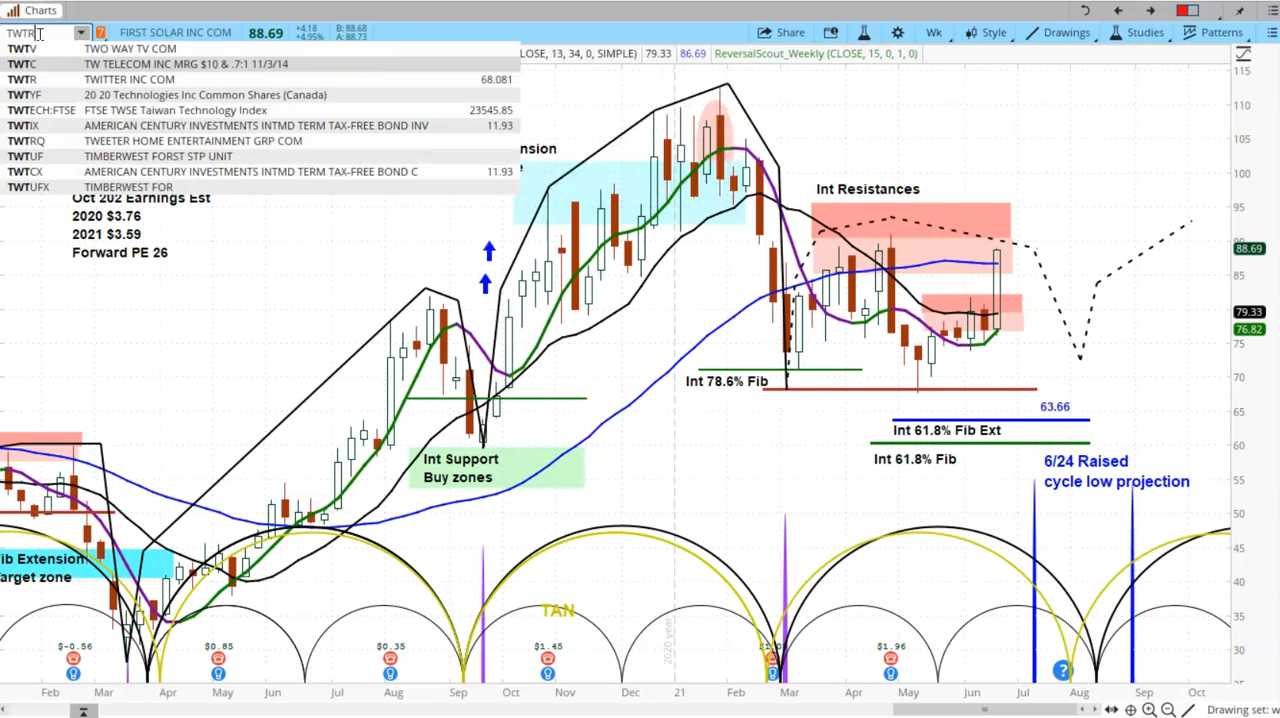 Charts
TWTR
7
FIRST SOLAR INC COM
88.69
+4.18
+4.95%
B: 88.68
A: 88.73
Share
Wk
Style
Drawings
Studies
Patterns
TWTV TWO WAY TV COM
LOSE, 13, 34, 0, SIMPLE) 79.33 86.69 ReversalScout_Weekly (CLOSE, 15, 0, 1, 0)
TWTC TW TELECOM INC MRG $10 & .7:1 11/3/14
TWTR TWITTER INC COM 68.081
TWTYF 20 20 Technologies Inc Common Shares (Canada)
TWTECH:FTSE FTSE TWSE Taiwan Technology Index 23545.85
TWTIX AMERICAN CENTURY INVESTMENTS INTMD TERM TAX-FREE BOND INV 11.93
TWTRQ TWEETER HOME ENTERTAINMENT GRP COM
TWTUF TIMBERWEST FORST STP UNIT
TWTCX AMERICAN CENTURY INVESTMENTS INTMD TERM TAX-FREE BOND C 11.93
TWTUFX TIMBERWEST FOR
nsion
e
Oct 202 Earnings Est
2020 $3.76
2021 $3.59
Forward PE 26
Int Resistances
Int 78.6% Fib
63.66
Int 61.8% Fib Ext
Int 61.8% Fib
Int Support
Buy zones
6/24 Raised
cycle low projection
ib Extension
arget zone
TAN
2020 year
$-0.56
$0.85
$0.35
$1.45
$1.96
?
115
110
105
100
95
90
88.69
85
79.33
76.82
75
70
65
60
55
50
45
40
35
30
25
Feb
Mar
Apr
May
Jun
Jul
Aug
Sep
Oct
Nov
Dec
21
Feb
Mar
Apr
May
Jun
Jul
Aug
Sep
Oct
Drawing set: w